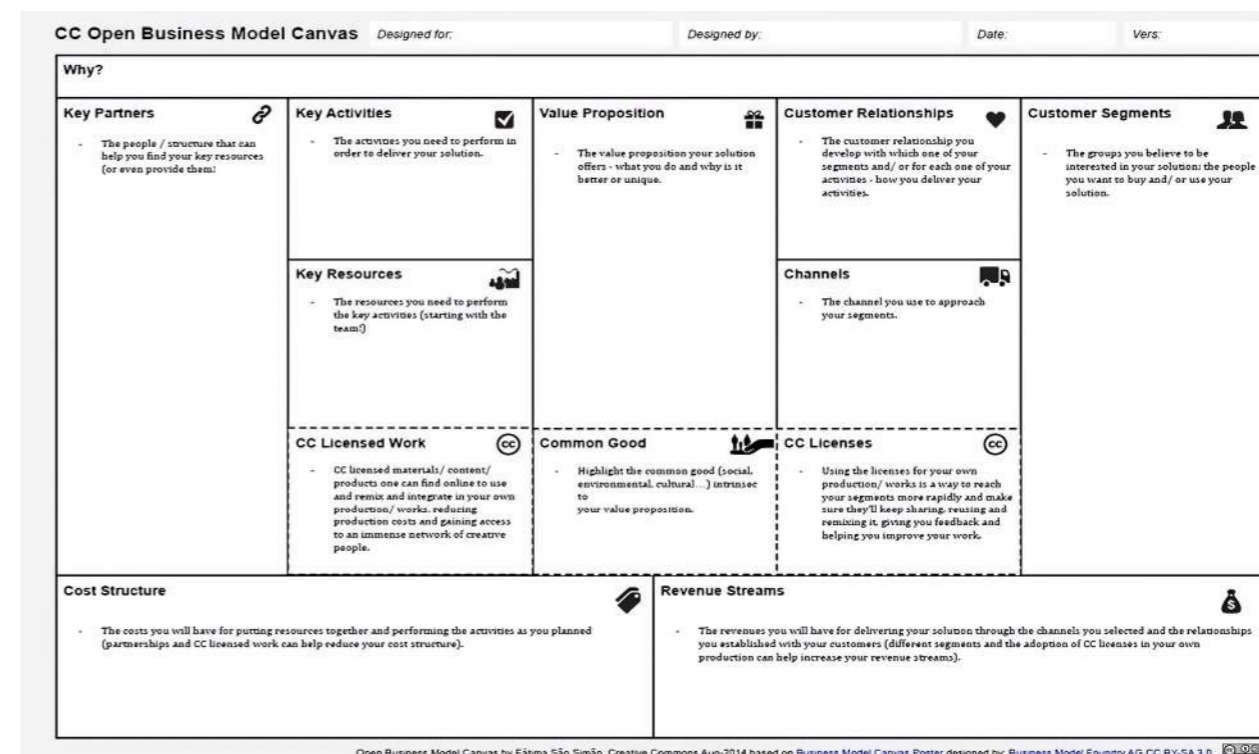 CC Open Business Model Canvas
Designed for:
Designed by:
Date:
Vers:
Why?
Key Partners
- The people / structure that can
help you find your key resources
(or even provide them!
Key Activities
- The activities you need to perform in
order to deliver your solution.
Key Resources
- The resources you need to perform
the key activities (starting with the
team!)
CC Licensed Work
- CC licensed materials/ content/
products one can find online to use
and remix and integrate in your own
production/ works, reducing
production costs and gaining access
to an immense network of creative
people.
Value Proposition
- The value proposition your solution
offers - what you do and why is it
better or unique.
Common Good
- Highlight the common good (social,
environmental, cultural...) intrinsec
to
your value proposition.
Customer Relationships
- The customer relationship you
develop with which one of your
segments and/ or for each one of your
activities - how you deliver your
activities.
Channels
- The channel you use to approach
your segments.
CC Licenses
- Using the licenses for your own
production/ works is a way to reach
your segments more rapidly and make
sure they'll keep sharing, reusing and
remixing it, giving you feedback and
helping you improve your work.
Customer Segments
- The groups you believe to be
interested in your solution: the people
you want to buy and/ or use your
solution.
Cost Structure
- The costs you will have for putting resources together and performing the activities as you planned
(partnerships and CC licensed work can help reduce your cost structure).
Revenue Streams
- The revenues you will have for delivering your solution through the channels you selected and the relationships
you established with your customers (different segments and the adoption of CC licenses in your own
production can help increase your revenue streams).
Open Business Model Canvas by Fátima São Simão, Creative Commons Aug-2014 based on Business Model Canvas Poster designed by: Business Model Foundry AG CC BY-SA 3.0